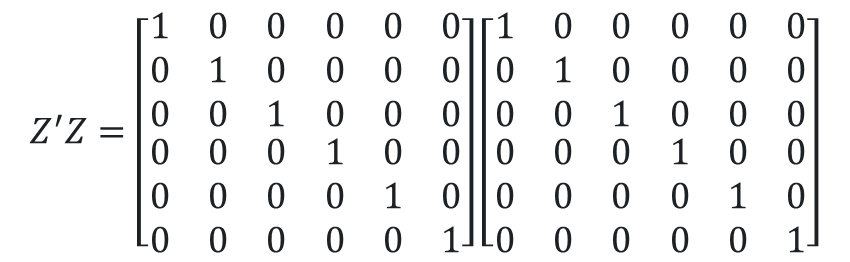 1 0 0 0 0 0 1 0 0 0 0 0
0 1 0 0 0 0 0 1 0 0 0 0
0 0 1 0 0 0 0 0 1 0 0 0
Z′Z =
0 0 0 1 0 0 0 0 0 1 0 0
0 0 0 0 1 0 0 0 0 0 1 0
0 0 0 0 0 1 0 0 0 0 0 1